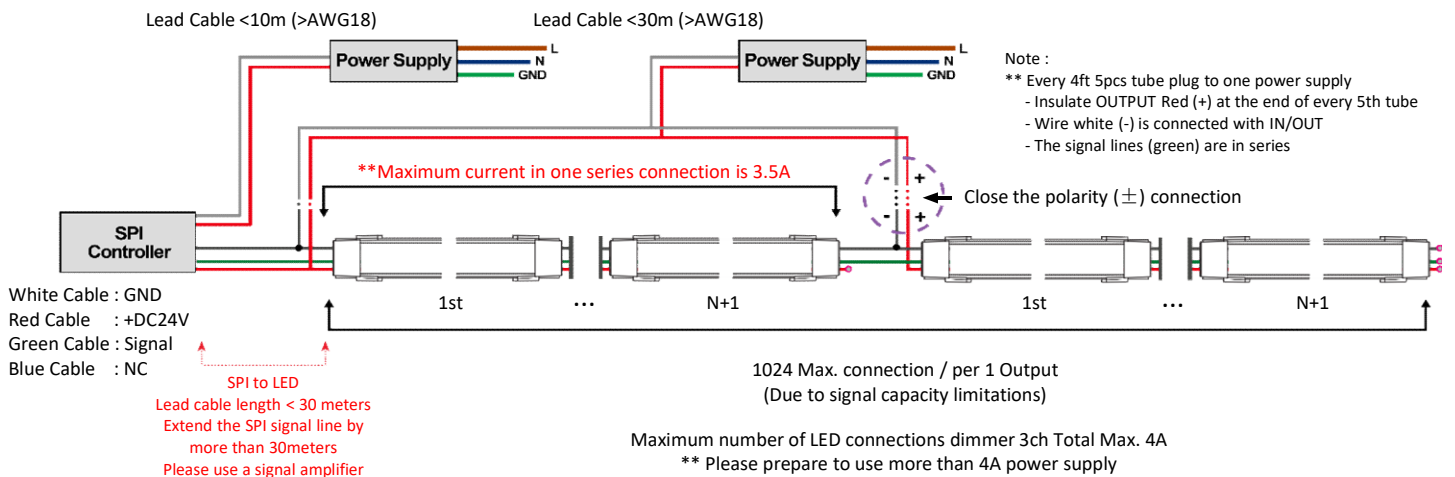 Lead Cable <10m (>AWG18)
Lead Cable <30m (>AWG18)
Power Supply
L
N
GND
Power Supply
L
N
GND
Note :
** Every 4ft 5pcs tube plug to one power supply
- Insulate OUTPUT Red (+) at the end of every 5th tube
- Wire white (-) is connected with IN/OUT
- The signal lines (green) are in series
**Maximum current in one series connection is 3.5A
- +
- +
Close the polarity (±) connection
SPI
Controller
White Cable : GND
Red Cable : +DC24V
Green Cable : Signal
Blue Cable : NC
1st
...
N+1
1st
...
N+1
SPI to LED
Lead cable length < 30 meters
Extend the SPI signal line by
more than 30meters
Please use a signal amplifier
1024 Max. connection / per 1 Output
(Due to signal capacity limitations)
Maximum number of LED connections dimmer 3ch Total Max. 4A
** Please prepare to use more than 4A power supply